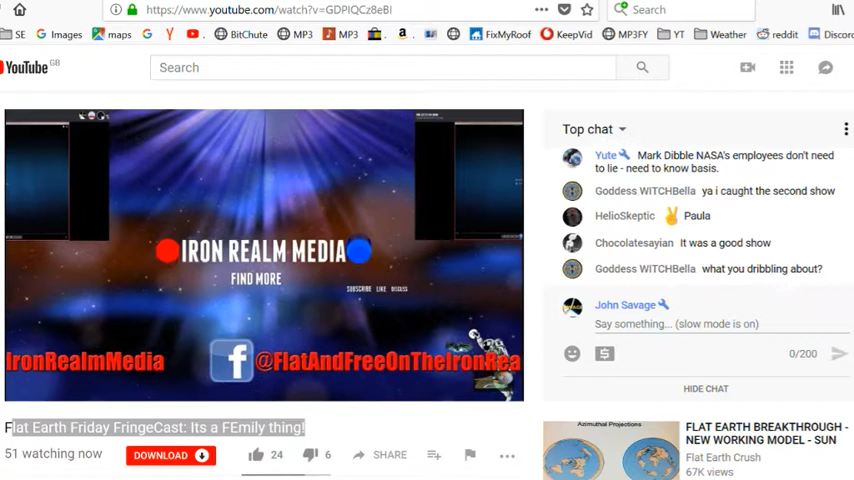 https://www.youtube.com/watch?v=GDPIQCz8eBI
Search
SE
Images
maps
BitChute
MP3
MP3
FixMyRoof
KeepVid
MP3FY
YT
Weather
reddit
Discord
YouTube GB
Search
IRON REALM MEDIA
FIND MORE
SUBSCRIBE LIKE DISCUSS
IronRealmMedia
@FlatAndFreeOnTheIronRea
Top chat
Yute Mark Dibble NASA's employees don't need
to lie - need to know basis.
Goddess WITCHBella ya i caught the second show
HelioSkeptic Paula
Chocolatesayian It was a good show
Goddess WITCHBella what you dribbling about?
John Savage
Say something... (slow mode is on)
0/200
HIDE CHAT
Flat Earth Friday FringeCast: Its a FEmily thing!
51 watching now
DOWNLOAD
24
6
SHARE
Azimuthal Projections
FLAT EARTH BREAKTHROUGH -
NEW WORKING MODEL - SUN
Flat Earth Crush
67K views